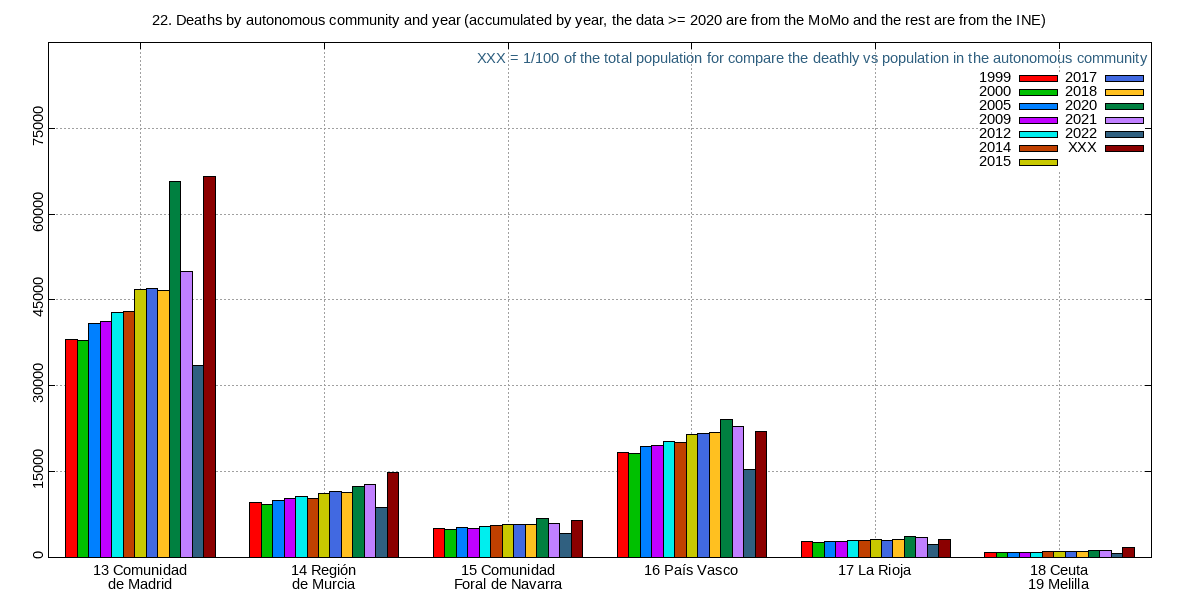 22. Deaths by autonomous community and year (accumulated by year, the data >= 2020 are from the MoMo and the rest are from the INE)
XXX = 1/100 of the total population for compare the deathly vs population in the autonomous community
1999 2017
2000 2018
2005 2020
2009 2021
2012 2022
2014 XXX
2015
75000
60000
45000
30000
15000
0
13 Comunidad
de Madrid
14 Región
de Murcia
15 Comunidad
Foral de Navarra
16 País Vasco
17 La Rioja
18 Ceuta
19 Melilla